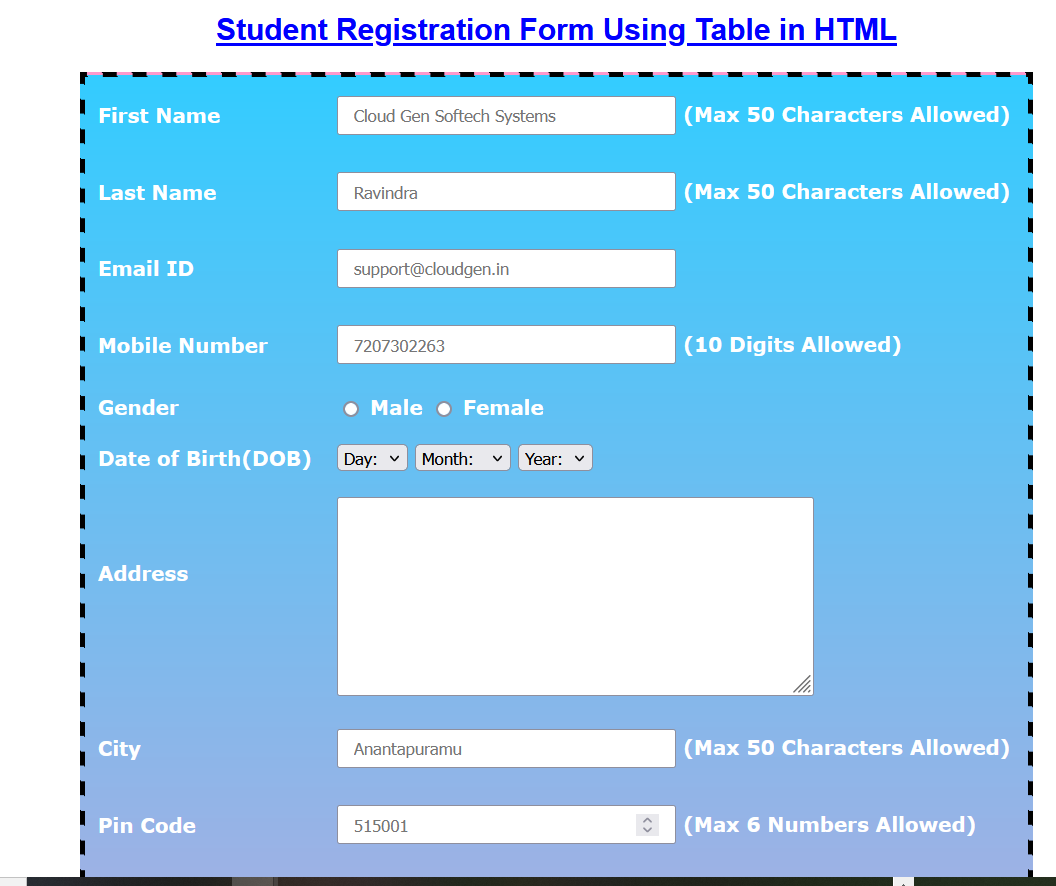 Student Registration Form Using Table in HTML
First Name Cloud Gen Softech Systems (Max 50 Characters Allowed)
Last Name Ravindra (Max 50 Characters Allowed)
Email ID support@cloudgen.in
Mobile Number 7207302263 (10 Digits Allowed)
Gender Male Female
Date of Birth(DOB) Day: Month: Year:
Address
City Anantapuramu (Max 50 Characters Allowed)
Pin Code 515001 (Max 6 Numbers Allowed)